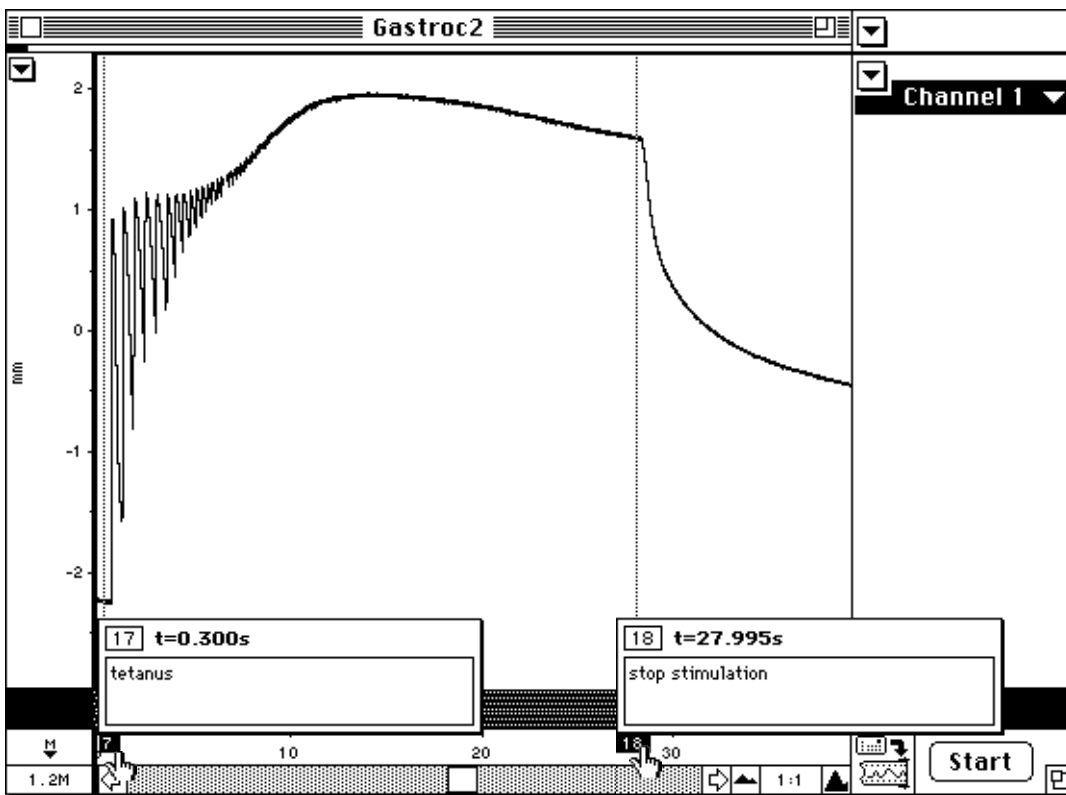 Gastroc2
Channel 1
2
1
0
mm
-1
-2
17 t=0.300s
tetanus
18 t=27.995s
stop stimulation
M
7
10
20
18
30
1.2M
1:1
Start